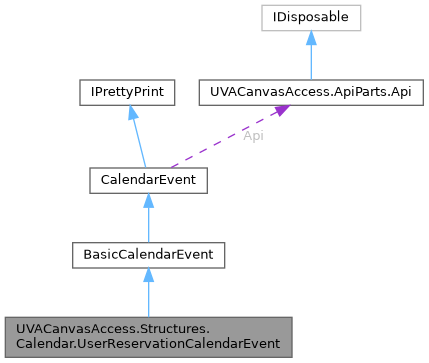 IDisposable
IPrettyPrint
UVACanvasAccess.ApiParts.Api
Api
CalendarEvent
BasicCalendarEvent
UVACanvasAccess.Structures.
Calendar.UserReservationCalendarEvent